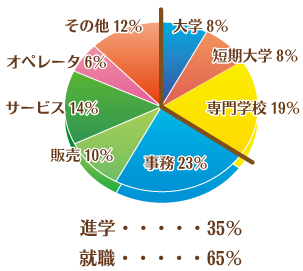 その他 12%
大学 8%
短期大学 8%
オペレータ 6%
サービス 14%
専門学校 19%
販売 10%
事務 23%
進学・・・・・35%
就職・・・・・65%